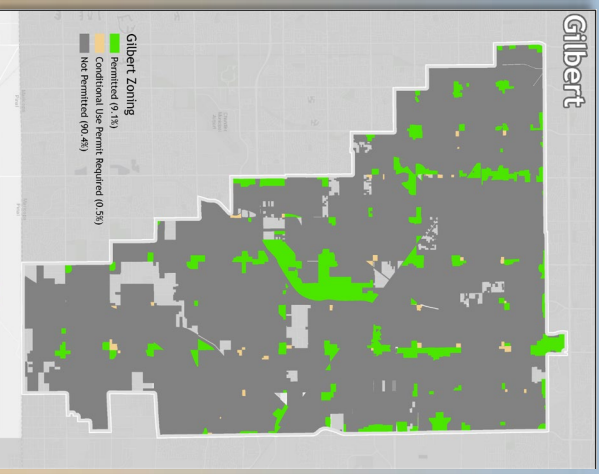 Gilbert
Gilbert Zoning
Permitted (9.1%)
Conditional Use Permit Required (0.5%)
Not Permitted (90.4%)